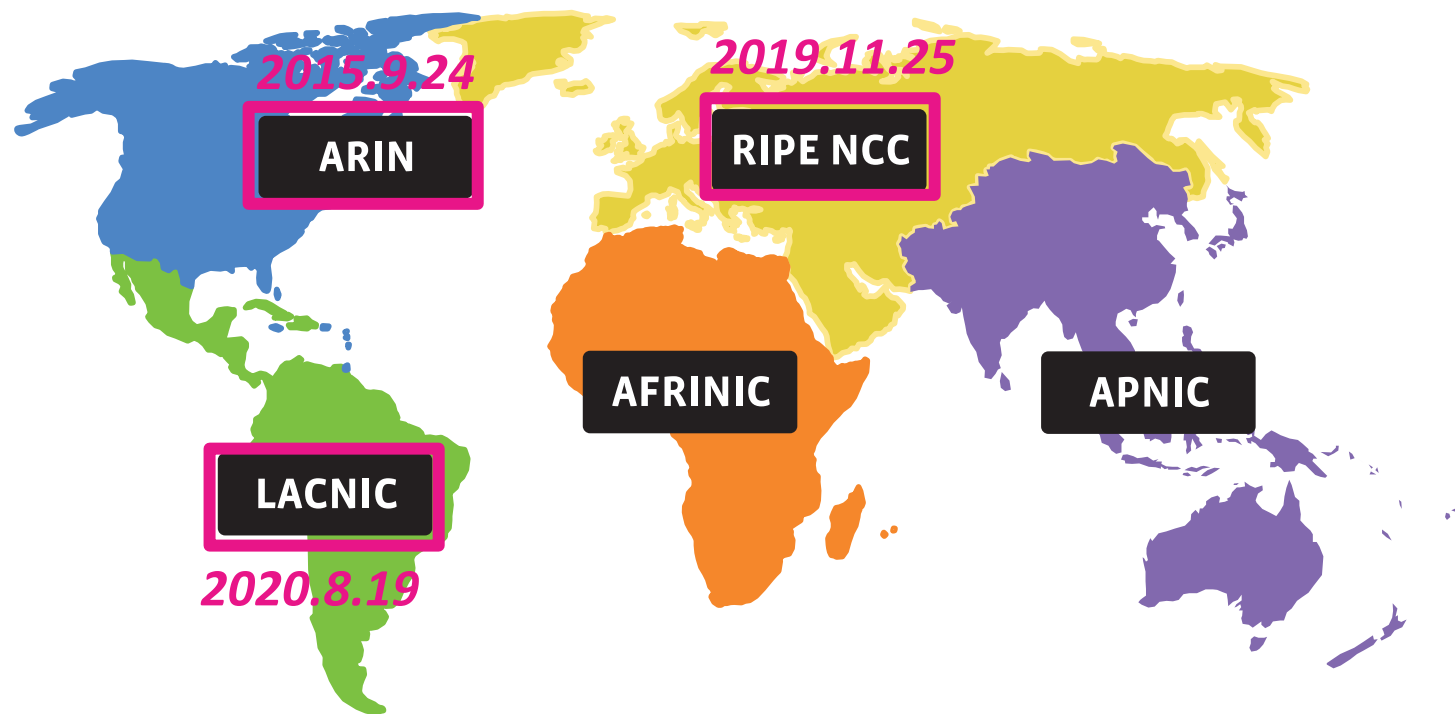 2015.9.24
ARIN
2019.11.25
RIPE NCC
AFRINIC
APNIC
LACNIC
2020.8.19